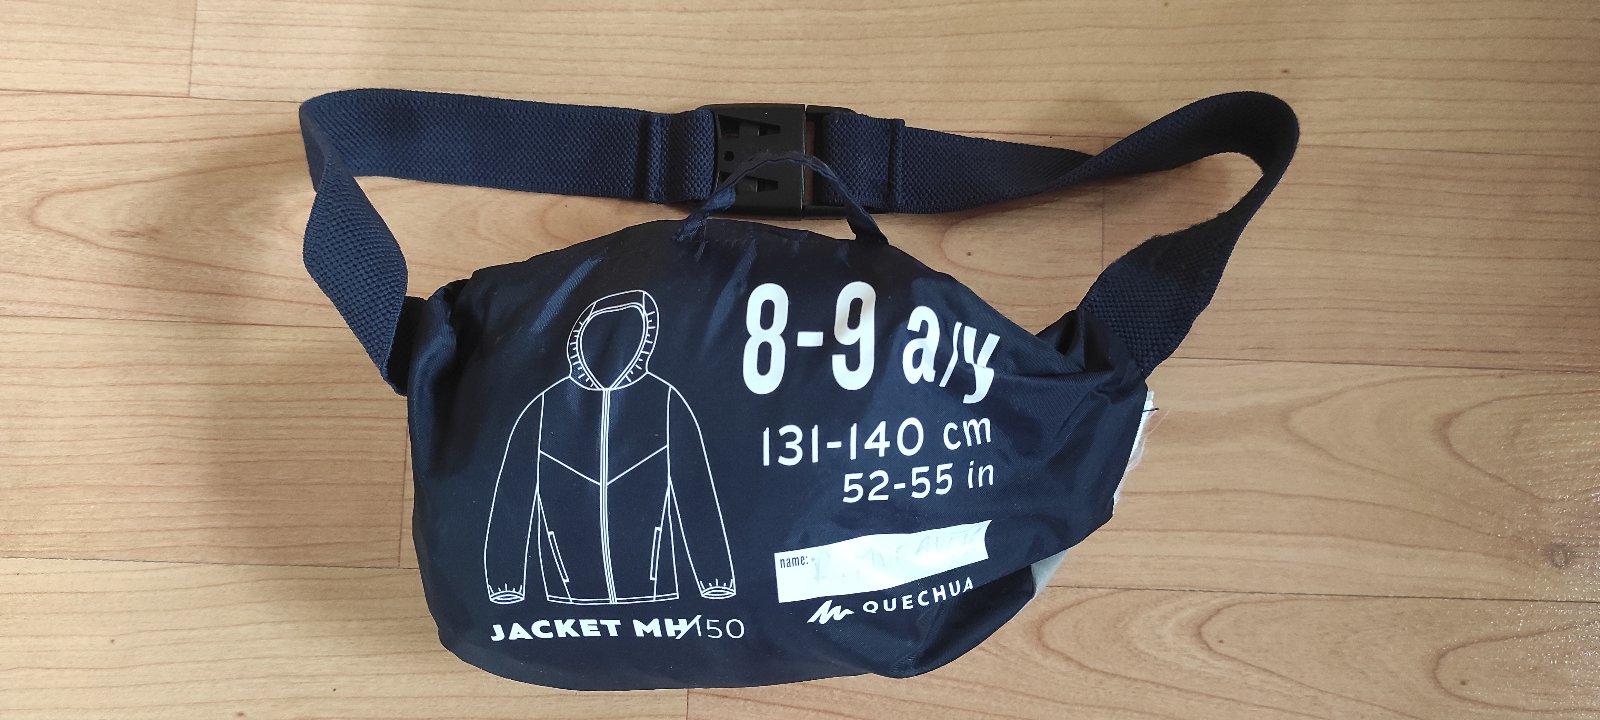 8-9 a/y
131-140 cm
52-55 in
name:
QUECHUA
JACKET MH150